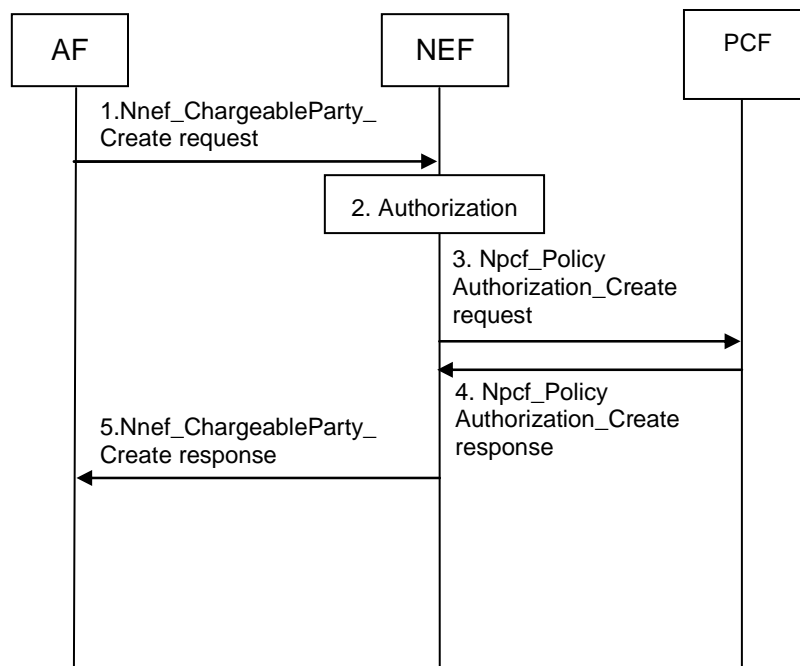 AF
NEF
PCF
1.Nnef_ChargeableParty_
Create request
2. Authorization
3. Npcf_Policy
Authorization_Create
request
4. Npcf_Policy
Authorization_Create
response
5.Nnef_ChargeableParty_
Create response